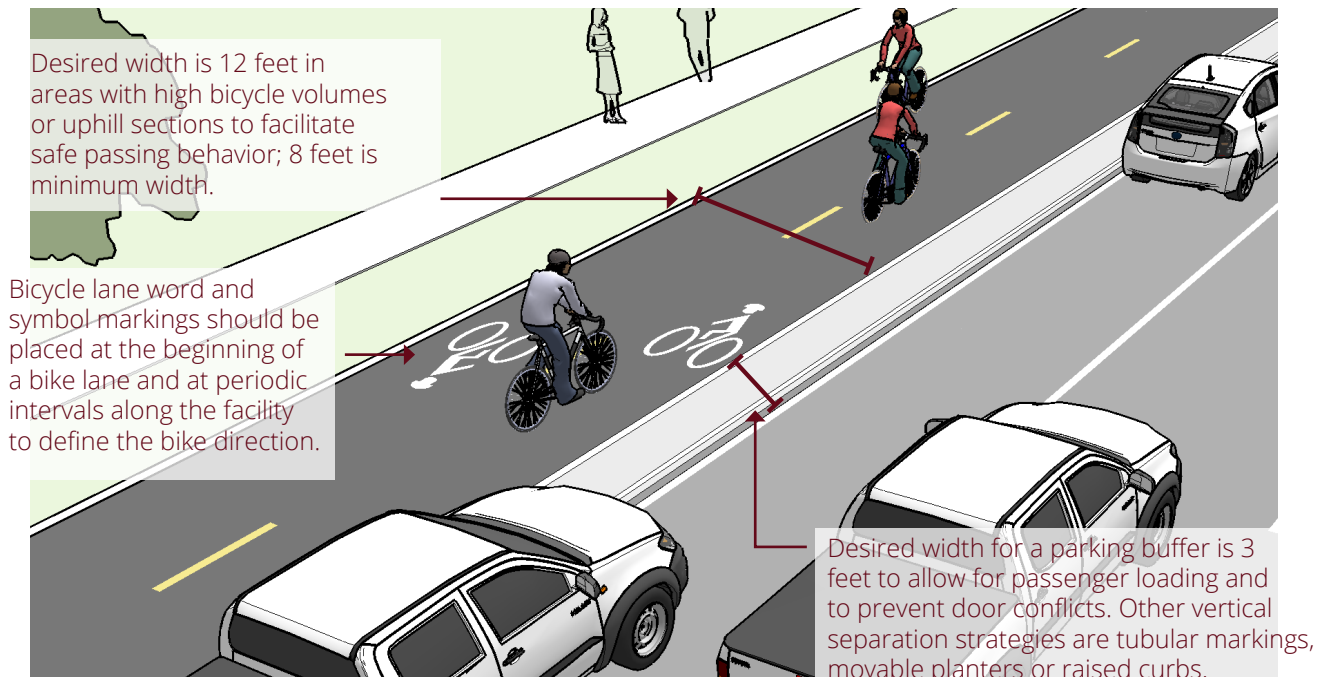 Desired width is 12 feet in
areas with high bicycle volumes
or uphill sections to facilitate
safe passing behavior; 8 feet is
minimum width.
Bicycle lane word and
symbol markings should be
placed at the beginning of
a bike lane and at periodic
intervals along the facility
to define the bike direction.
Desired width for a parking buffer is 3
feet to allow for passenger loading and
to prevent door conflicts. Other vertical
separation strategies are tubular markings,
movable planters or raised curbs.